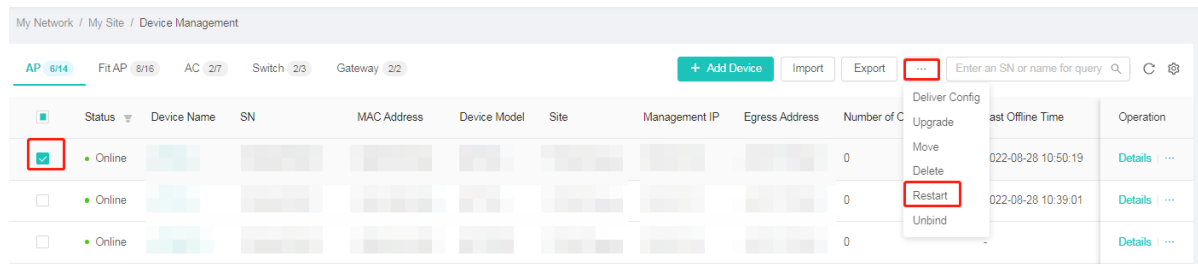 My Network / My Site / Device Management
AP 6/14 Fit AP 8/16 AC 2/7 Switch 2/3 Gateway 2/2 + Add Device Import Export ... Enter an SN or name for query
Status Device Name SN MAC Address Device Model Site Management IP Egress Address Number of C ast Offline Time Operation
Online 0 022-08-28 10:50:19 Details ...
Online 0 022-08-28 10:39:01 Details ...
Online 0 - Details ...
Deliver Config
Upgrade
Move
Delete
Restart
Unbind